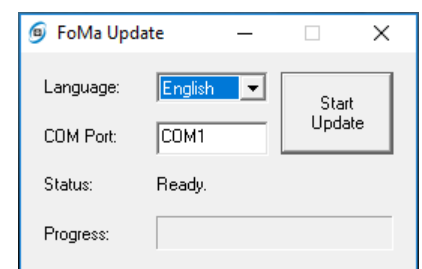 FoMa Update
Language: English
Start
Update
COM Port: COM1
Status: Ready.
Progress: